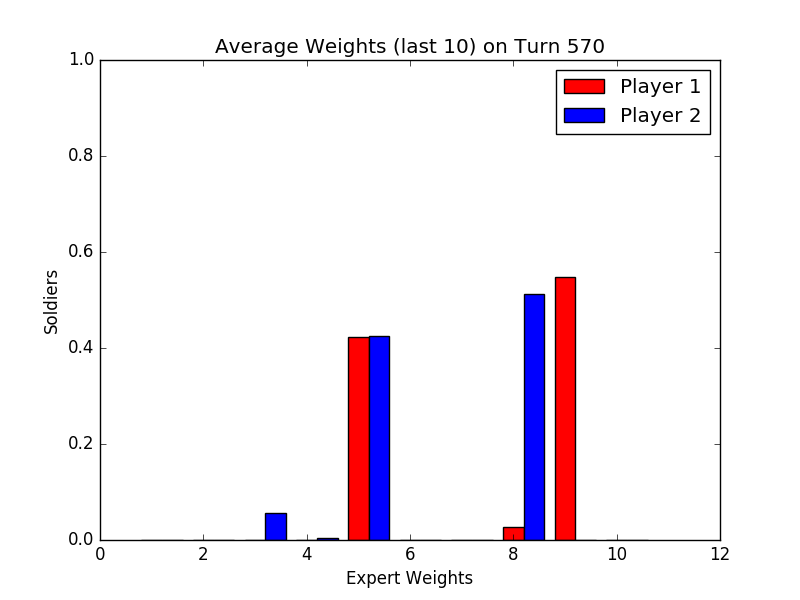 Average Weights (last 10) on Turn 570
1.0
Player 1
Player 2
0.8
0.6
Soldiers
0.4
0.2
0.0
0 2 4 6 8 10 12
Expert Weights